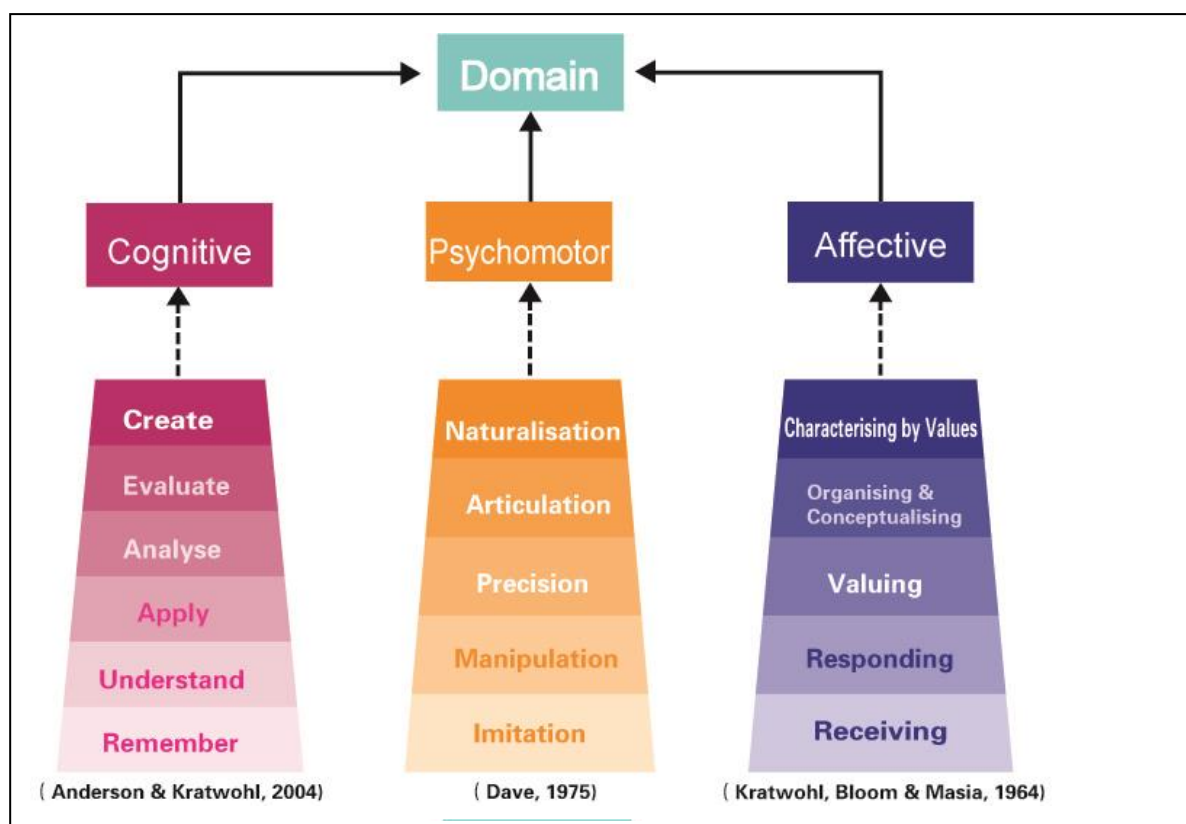 Domain
Cognitive
Psychomotor
Affective
Create
Evaluate
Analyse
Apply
Understand
Remember
( Anderson & Kratwohl, 2004)
Naturalisation
Articulation
Precision
Manipulation
Imitation
( Dave, 1975)
Characterising by Values
Organising &
Conceptualising
Valuing
Responding
Receiving
( Kratwohl, Bloom & Masia, 1964)